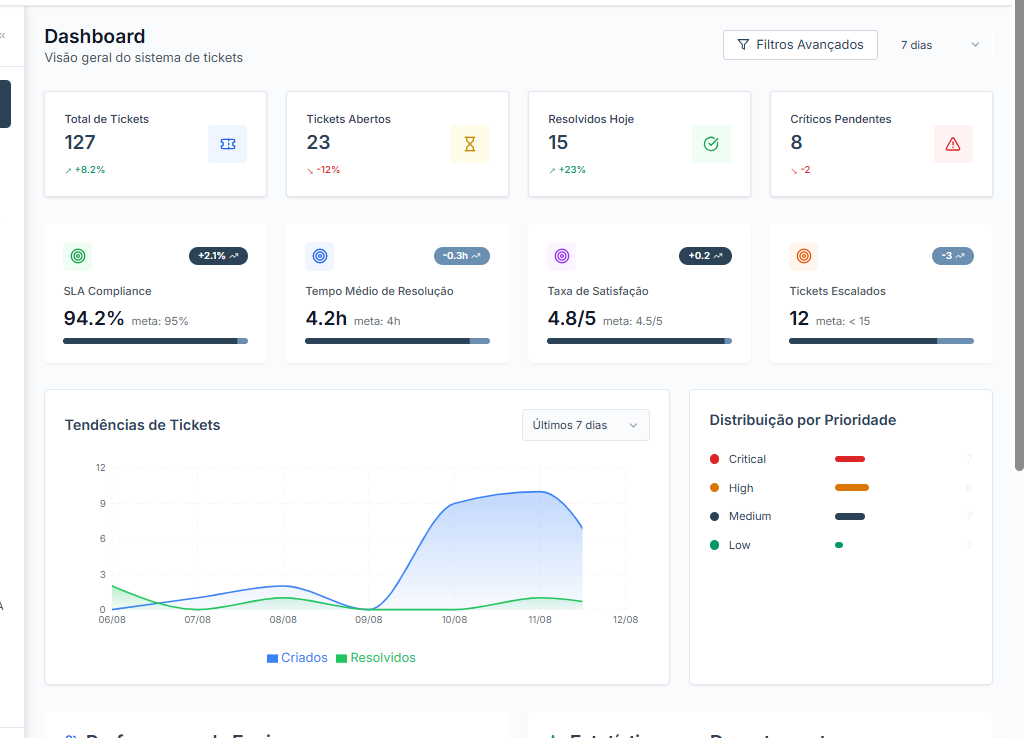 «
Dashboard
Visão geral do sistema de tickets
Filtros Avançados
7 dias
Total de Tickets
127
+8.2%
Tickets Abertos
23
-12%
Resolvidos Hoje
15
+23%
Críticos Pendentes
8
-2
+2.1%
SLA Compliance
94.2% meta: 95%
-0.3h
Tempo Médio de Resolução
4.2h meta: 4h
+0.2
Taxa de Satisfação
4.8/5 meta: 4.5/5
-3
Tickets Escalados
12 meta: < 15
Tendências de Tickets
Últimos 7 dias
12
9
6
3
0
06/08 07/08 08/08 09/08 10/08 11/08 12/08
Criados Resolvidos
Distribuição por Prioridade
Critical 7
High 8
Medium 7
Low 2